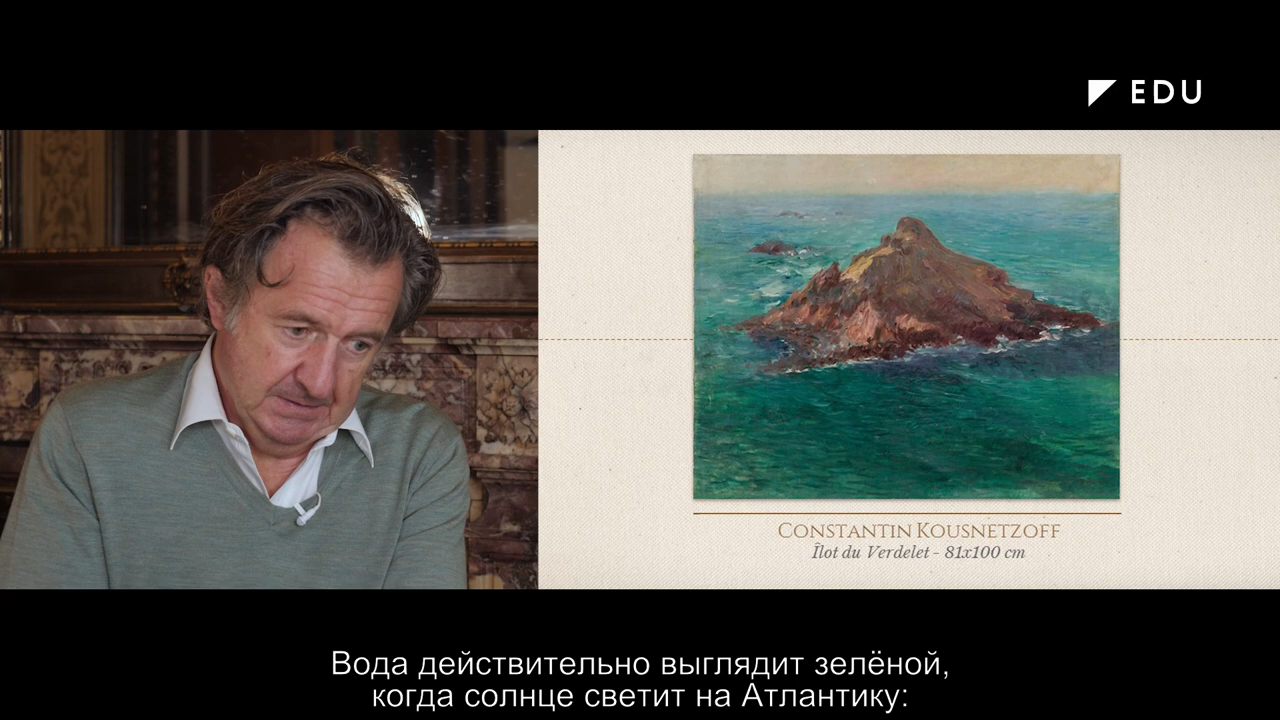 EDU
CONSTANTIN KOUSNETZOFF
Îlot du Verdelet - 81x100 cm
Вода действительно выглядит зелёной,
когда солнце светит на Атлантику: